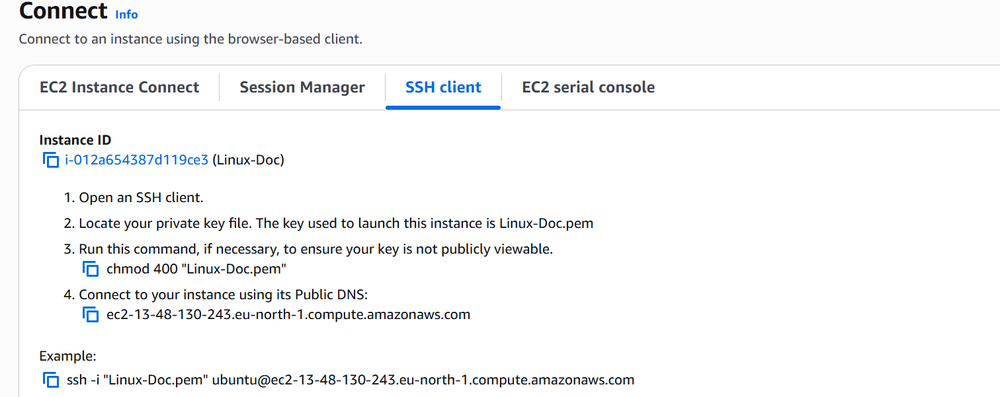 Connect Info
Connect to an instance using the browser-based client.
EC2 Instance Connect
Session Manager
SSH client
EC2 serial console
Instance ID
i-012a654387d119ce3 (Linux-Doc)
1. Open an SSH client.
2. Locate your private key file. The key used to launch this instance is Linux-Doc.pem
3. Run this command, if necessary, to ensure your key is not publicly viewable.
chmod 400 "Linux-Doc.pem"
4. Connect to your instance using its Public DNS:
ec2-13-48-130-243.eu-north-1.compute.amazonaws.com
Example:
ssh -i "Linux-Doc.pem" ubuntu@ec2-13-48-130-243.eu-north-1.compute.amazonaws.com